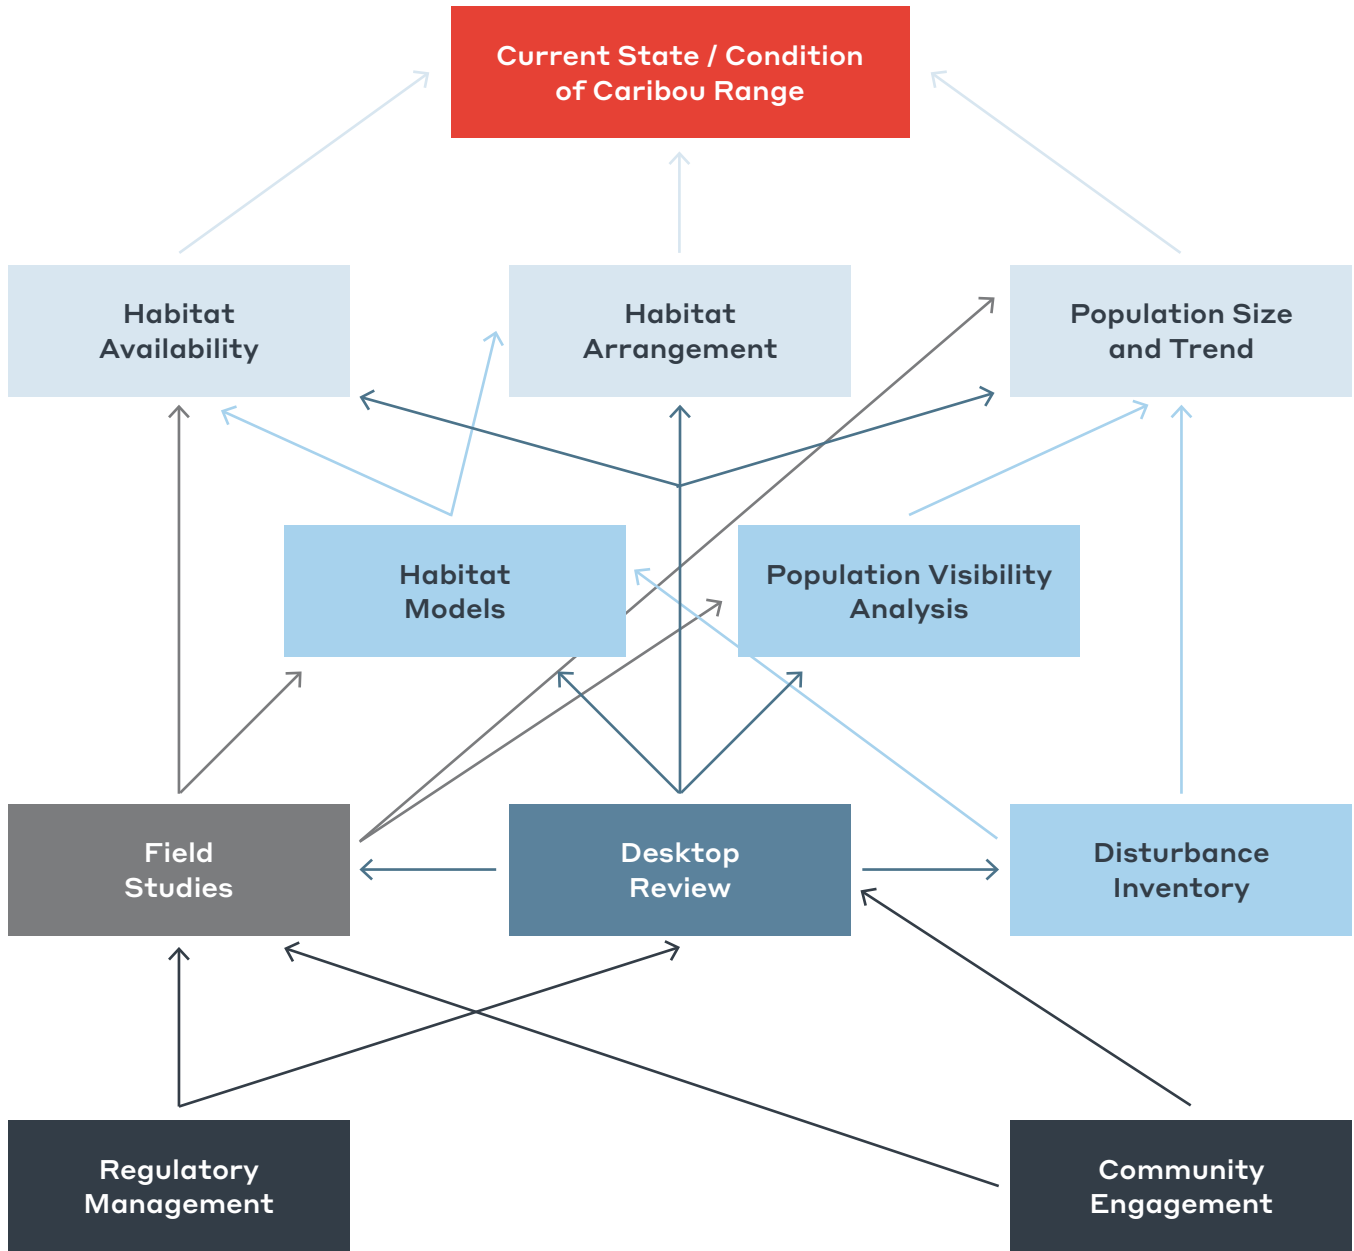 Current State / Condition
of Caribou Range
Habitat
Availability
Habitat
Arrangement
Population Size
and Trend
Habitat
Models
Population Visibility
Analysis
Field
Studies
Desktop
Review
Disturbance
Inventory
Regulatory
Management
Community
Engagement